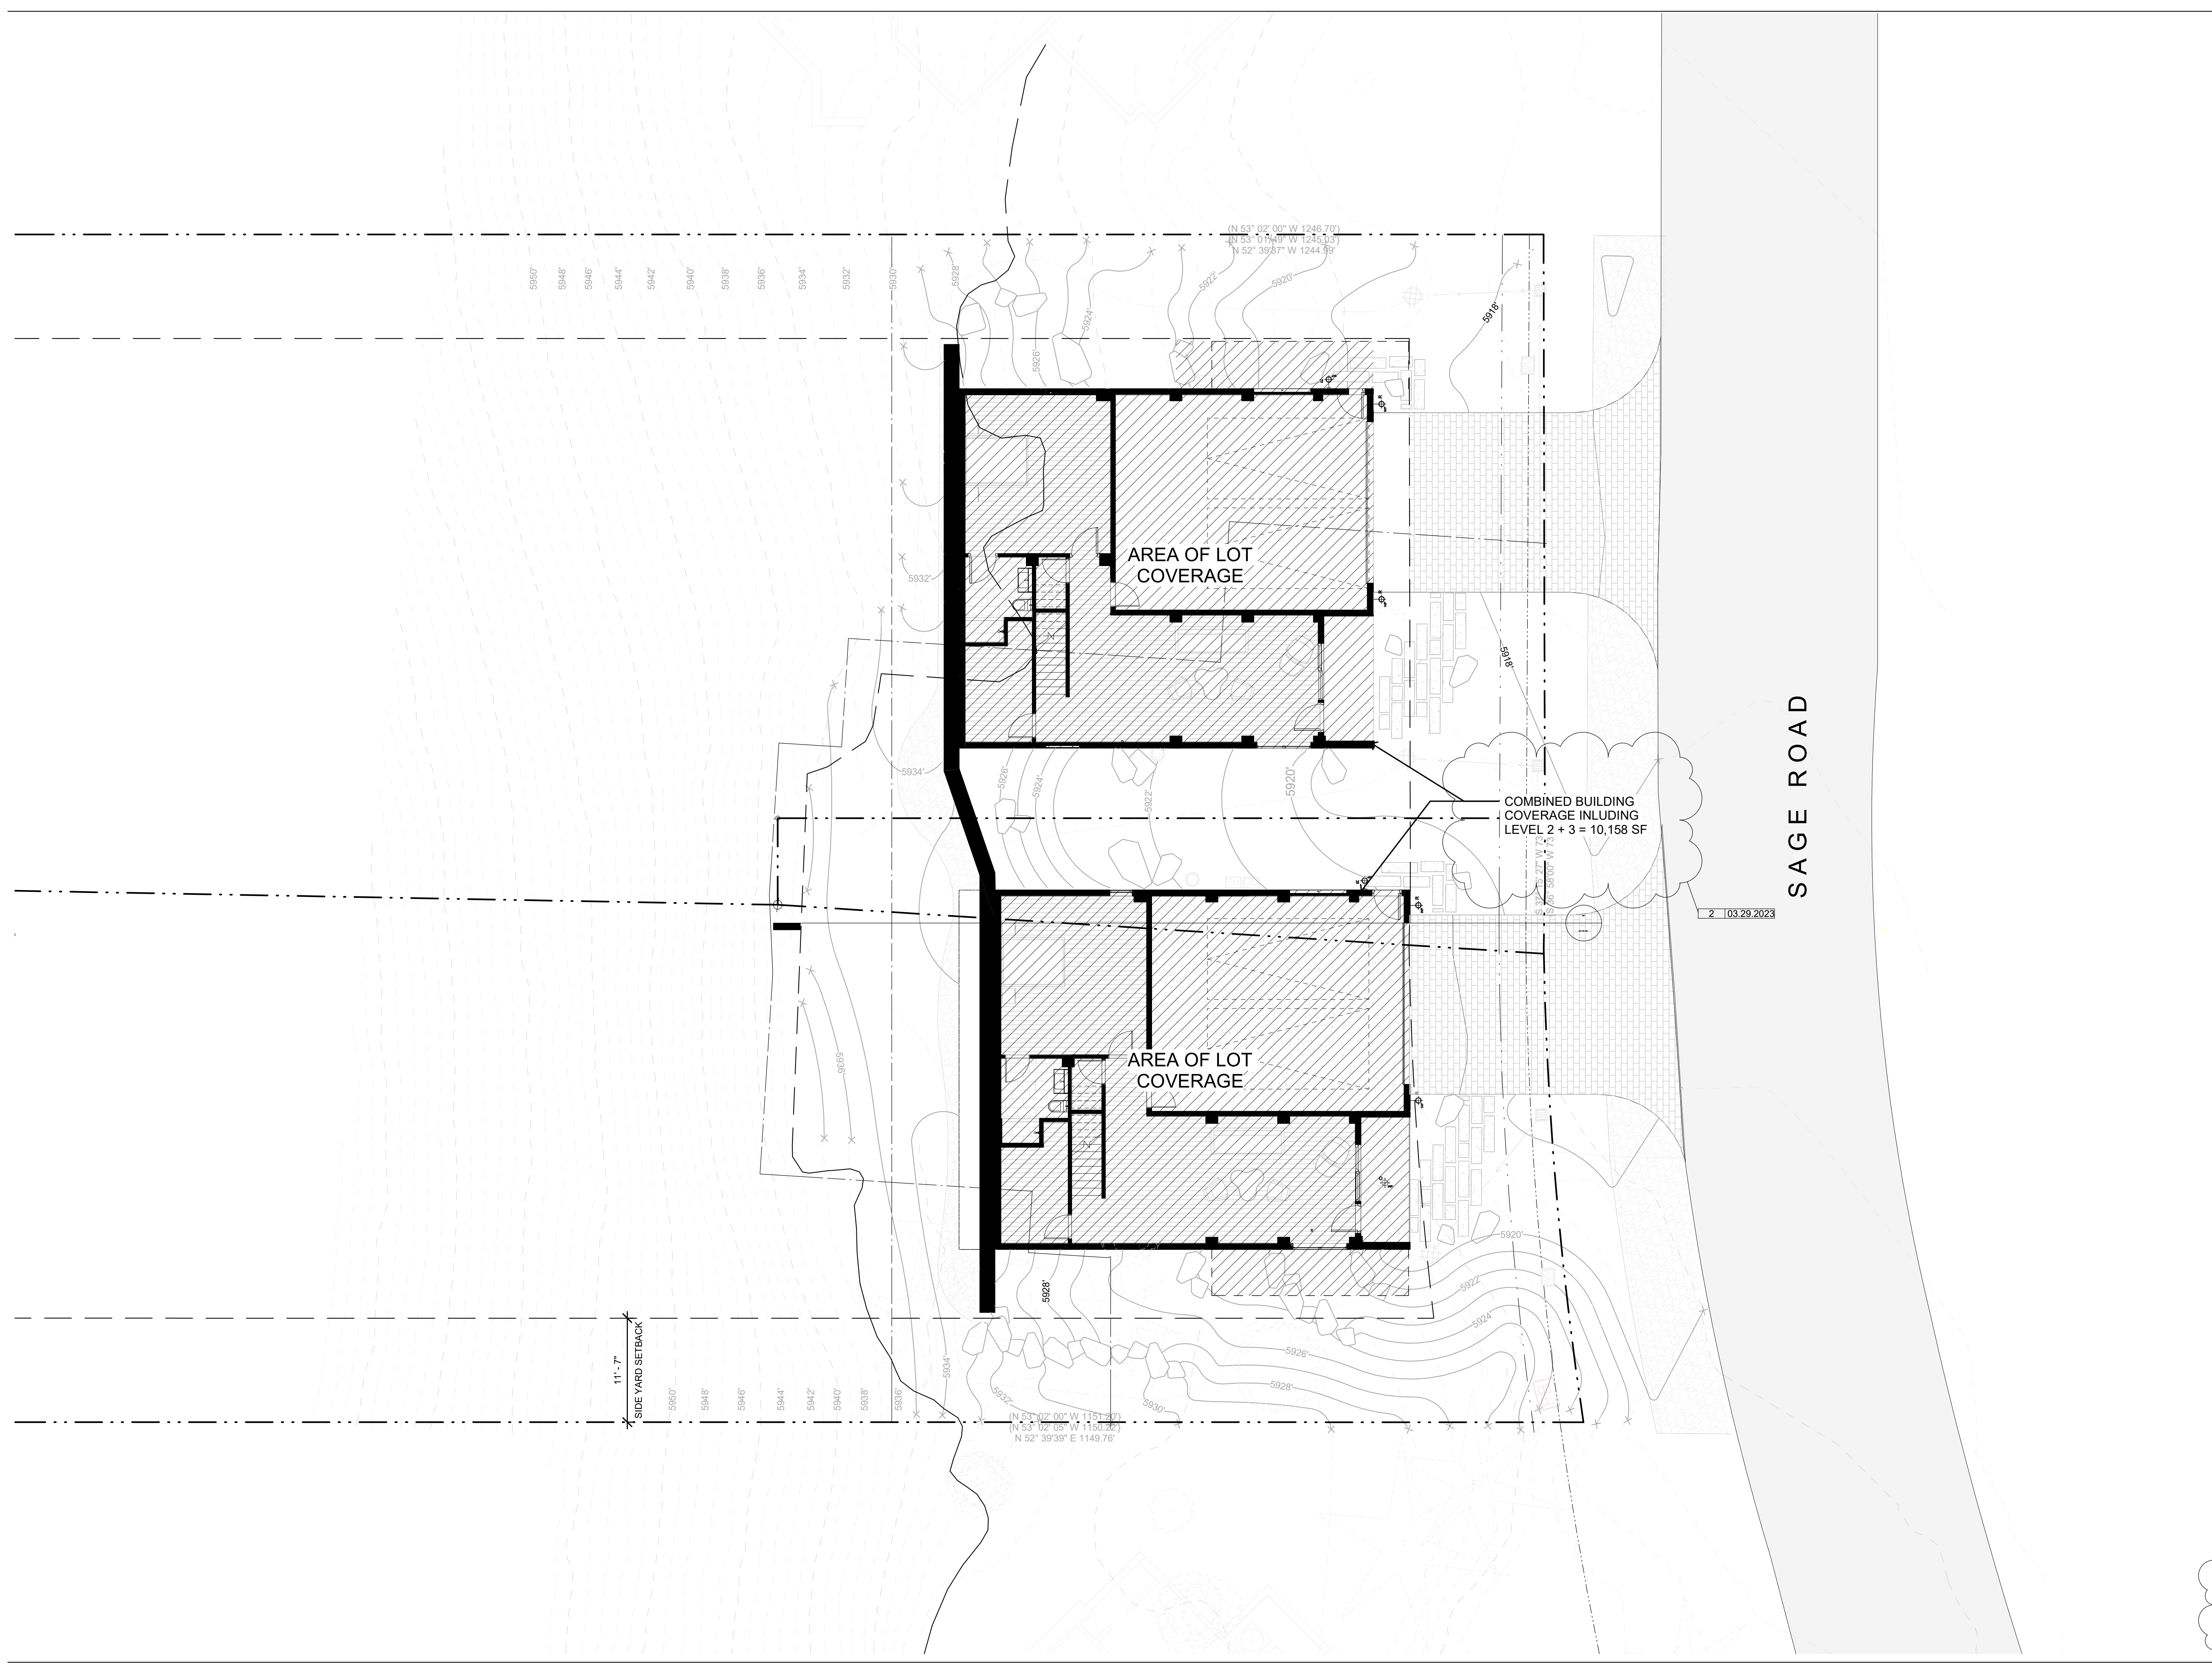 (N 53° 02' 00" W 1246.70')
(N 53° 01'49" W 1245.03')
N 52° 39'37" W 1244.99'
5950'
5948'
5946'
5944'
5942'
5940'
5938'
5936'
5934'
5932'
5930'
5928'
5926'
5924'
5922'
5920'
5918'
AREA OF LOT
COVERAGE
5932'
5918'
5934'
5926'
5924'
5922'
5920'
COMBINED BUILDING
COVERAGE INLUDING
LEVEL 2 + 3 = 10,158 SF
SAGE ROAD
2 03.29.2023
AREA OF LOT
COVERAGE
5936'
5928'
5920'
5922'
5924
5926'
5928'
5930'
5932'
5934'
11' - 7"
SIDE YARD SETBACK
5950'
5948'
5946'
5944'
5942'
5940'
5938'
5936'
(N 53° 02' 00" W 1151.20')
(N 53° 02' 05" W 1150.22')
N 52° 39'39" E 1149.76'